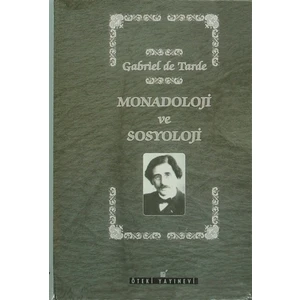 Gabriel de Tarde
MONADOLOJİ
ve
SOSYOLOJİ
ÖTEKİ YAYINEVİ